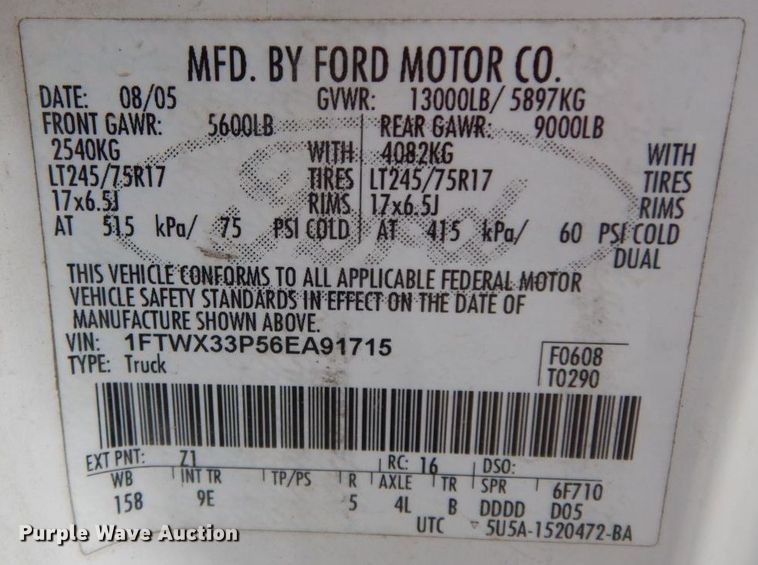 MFD. BY FORD MOTOR CO.
DATE: 08/05 GVWR: 13000LB/ 5897KG
FRONT GAWR: 5600LB REAR GAWR: 9000LB
2540KG WITH 4082KG WITH
LT245/75R17 TIRES LT245/75R17 TIRES
17x6.5J RIMS 17x6.5J RIMS
AT 515 kPa/ 75 PSI COLD AT 415 kPa/ 60 PSI COLD
DUAL
Ford
THIS VEHICLE CONFORMS TO ALL APPLICABLE FEDERAL MOTOR
VEHICLE SAFETY STANDARDS IN EFFECT ON THE DATE OF
MANUFACTURE SHOWN ABOVE.
VIN: 1FTWX33P56EA91715
TYPE: Truck
F0608
T0290
EXT PNT: Z1 RC: 16 DSO:
WB INT TR TP/PS R AXLE TR SPR 6F710
158 9E 5 4L B DDDD D05
UTC 5U5A-1520472-BA
Purple Wave Auction